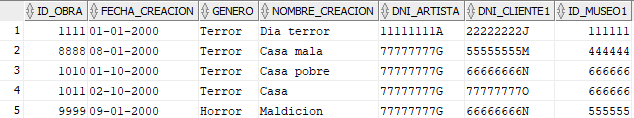 ID_OBRA FECHA_CREACION GENERO NOMBRE_CREACION DNI_ARTISTA DNI_CLIENTE1 ID_MUSEO1
1 1111 01-01-2000 Terror Dia terror 11111111A 22222222J 111111
2 8888 08-01-2000 Terror Casa mala 77777777G 55555555M 444444
3 1010 10-01-2000 Terror Casa pobre 77777777G 66666666N 666666
4 1011 02-10-2000 Terror Casa 77777777G 77777777O 666666
5 9999 09-01-2000 Horror Maldicion 77777777G 66666666N 555555